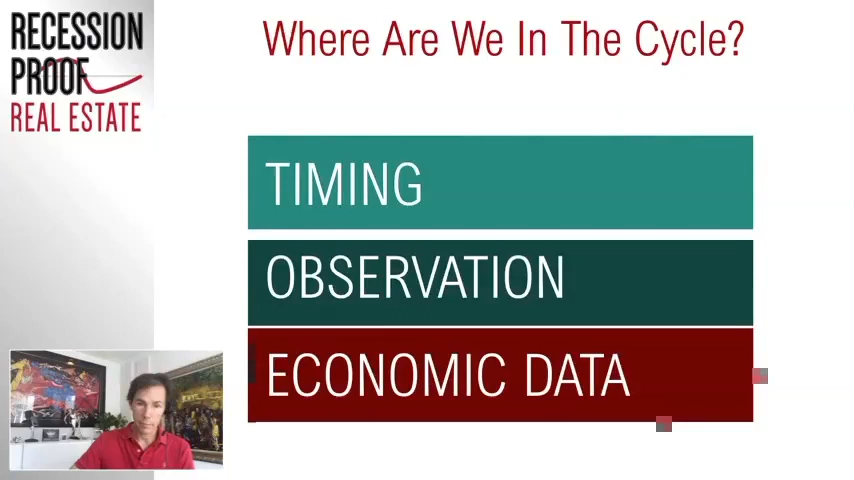 RECESSION
PROOF
REAL ESTATE
Where Are We In The Cycle?
TIMING
OBSERVATION
ECONOMIC DATA